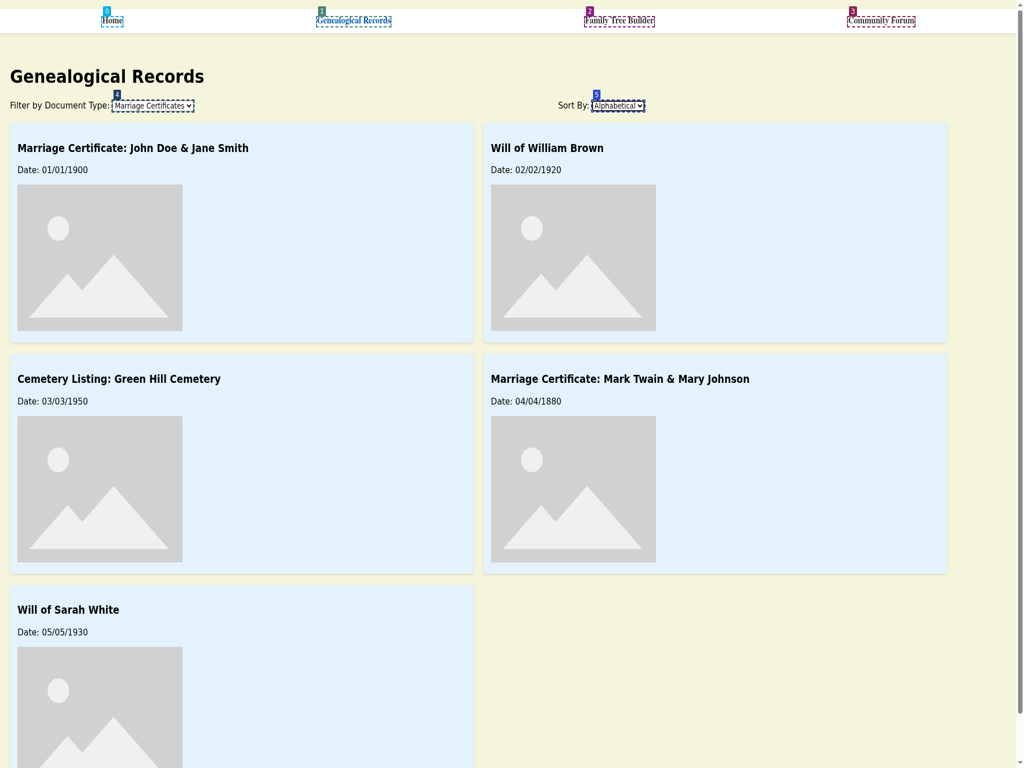 Home Genealogical Records Family Tree Builder Community Forum
0 1 2 3
Genealogical Records
4 5
Filter by Document Type: Marriage Certificates Sort By: Alphabetical
Marriage Certificate: John Doe & Jane Smith
Date: 01/01/1900
Will of William Brown
Date: 02/02/1920
Cemetery Listing: Green Hill Cemetery
Date: 03/03/1950
Marriage Certificate: Mark Twain & Mary Johnson
Date: 04/04/1880
Will of Sarah White
Date: 05/05/1930